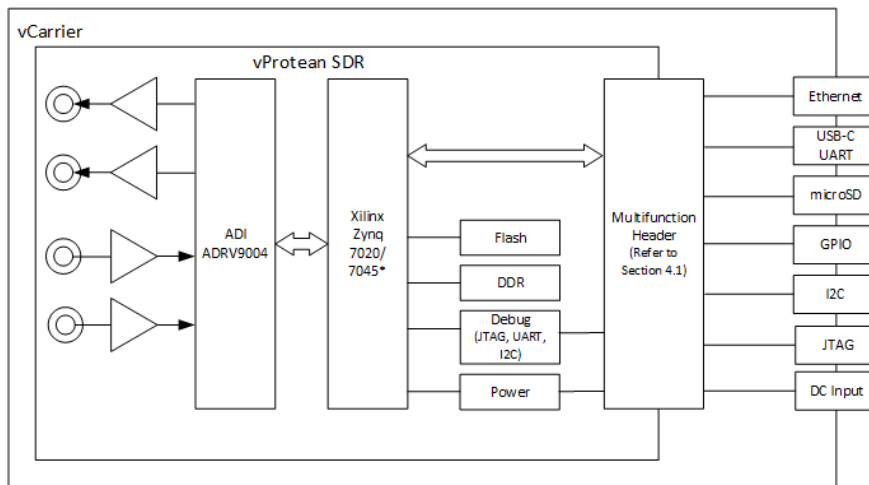 vCarrier
vProtean SDR
ADI
ADRV9004
Xilinx
Zynq
7020/
7045*
Flash
DDR
Debug
(JTAG, UART,
I2C)
Power
Multifunction
Header
(Refer to
Section 4.1)
Ethernet
USB-C
UART
microSD
GPIO
I2C
JTAG
DC Input